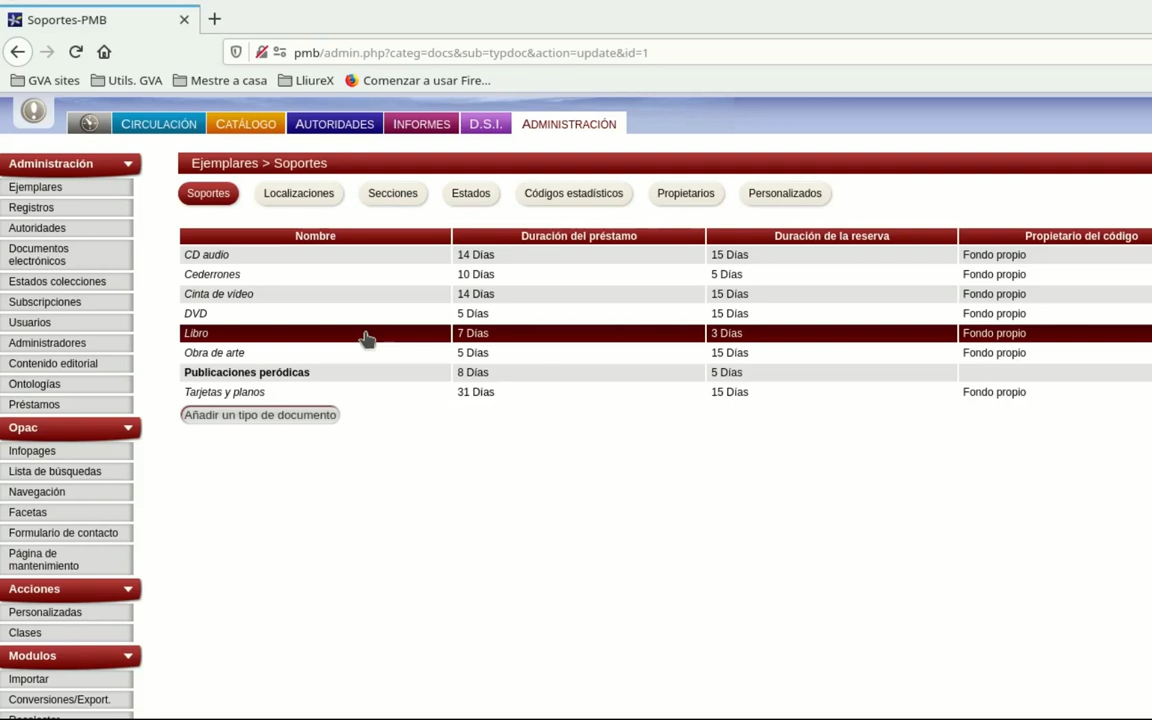 Soportes-PMB
pmb/admin.php?categ=docs&sub=typdoc&action=update&id=1
GVA sites
Utils. GVA
Mestre a casa
LliureX
Comenzar a usar Fire...
CIRCULACIÓN
CATÁLOGO
AUTORIDADES
INFORMES
D.S.I.
ADMINISTRACIÓN
Administración
Ejemplares
Registros
Autoridades
Documentos
electrónicos
Estados colecciones
Subscripciones
Usuarios
Administradores
Contenido editorial
Ontologías
Préstamos
Opac
Infopages
Lista de búsquedas
Navegación
Facetas
Formulario de contacto
Página de
mantenimiento
Acciones
Personalizadas
Clases
Modulos
Importar
Conversiones/Export.
Ejemplares > Soportes
Soportes
Localizaciones
Secciones
Estados
Códigos estadísticos
Propietarios
Personalizados
Nombre Duración del préstamo Duración de la reserva Propietario del código
CD audio 14 Días 15 Días Fondo propio
Cederrones 10 Días 5 Días Fondo propio
Cinta de vídeo 14 Días 15 Días Fondo propio
DVD 5 Días 15 Días Fondo propio
Libro 7 Días 3 Días Fondo propio
Obra de arte 5 Días 15 Días Fondo propio
Publicaciones peródicas 8 Días 5 Días
Tarjetas y planos 31 Días 15 Días Fondo propio
Añadir un tipo de documento